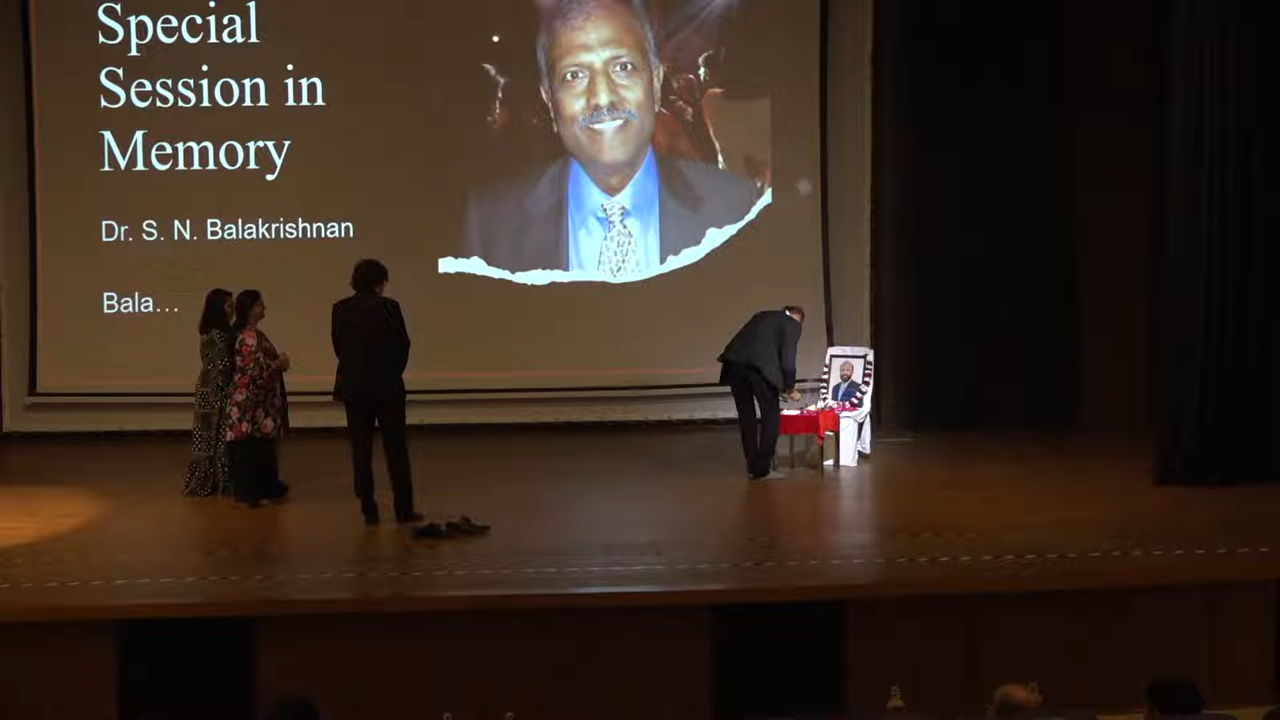 Special
Session in
Memory
Dr. S. N. Balakrishnan
Bala…